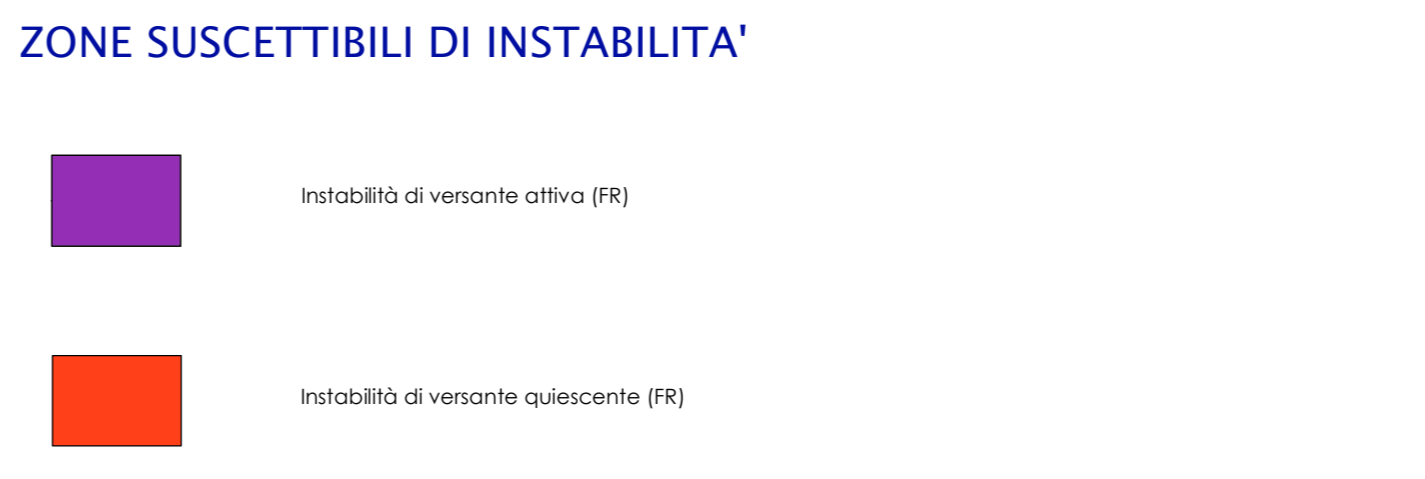 ZONE SUSCETTIBILI DI INSTABILITA'
Instabilità di versante attiva (FR)
Instabilità di versante quiescente (FR)